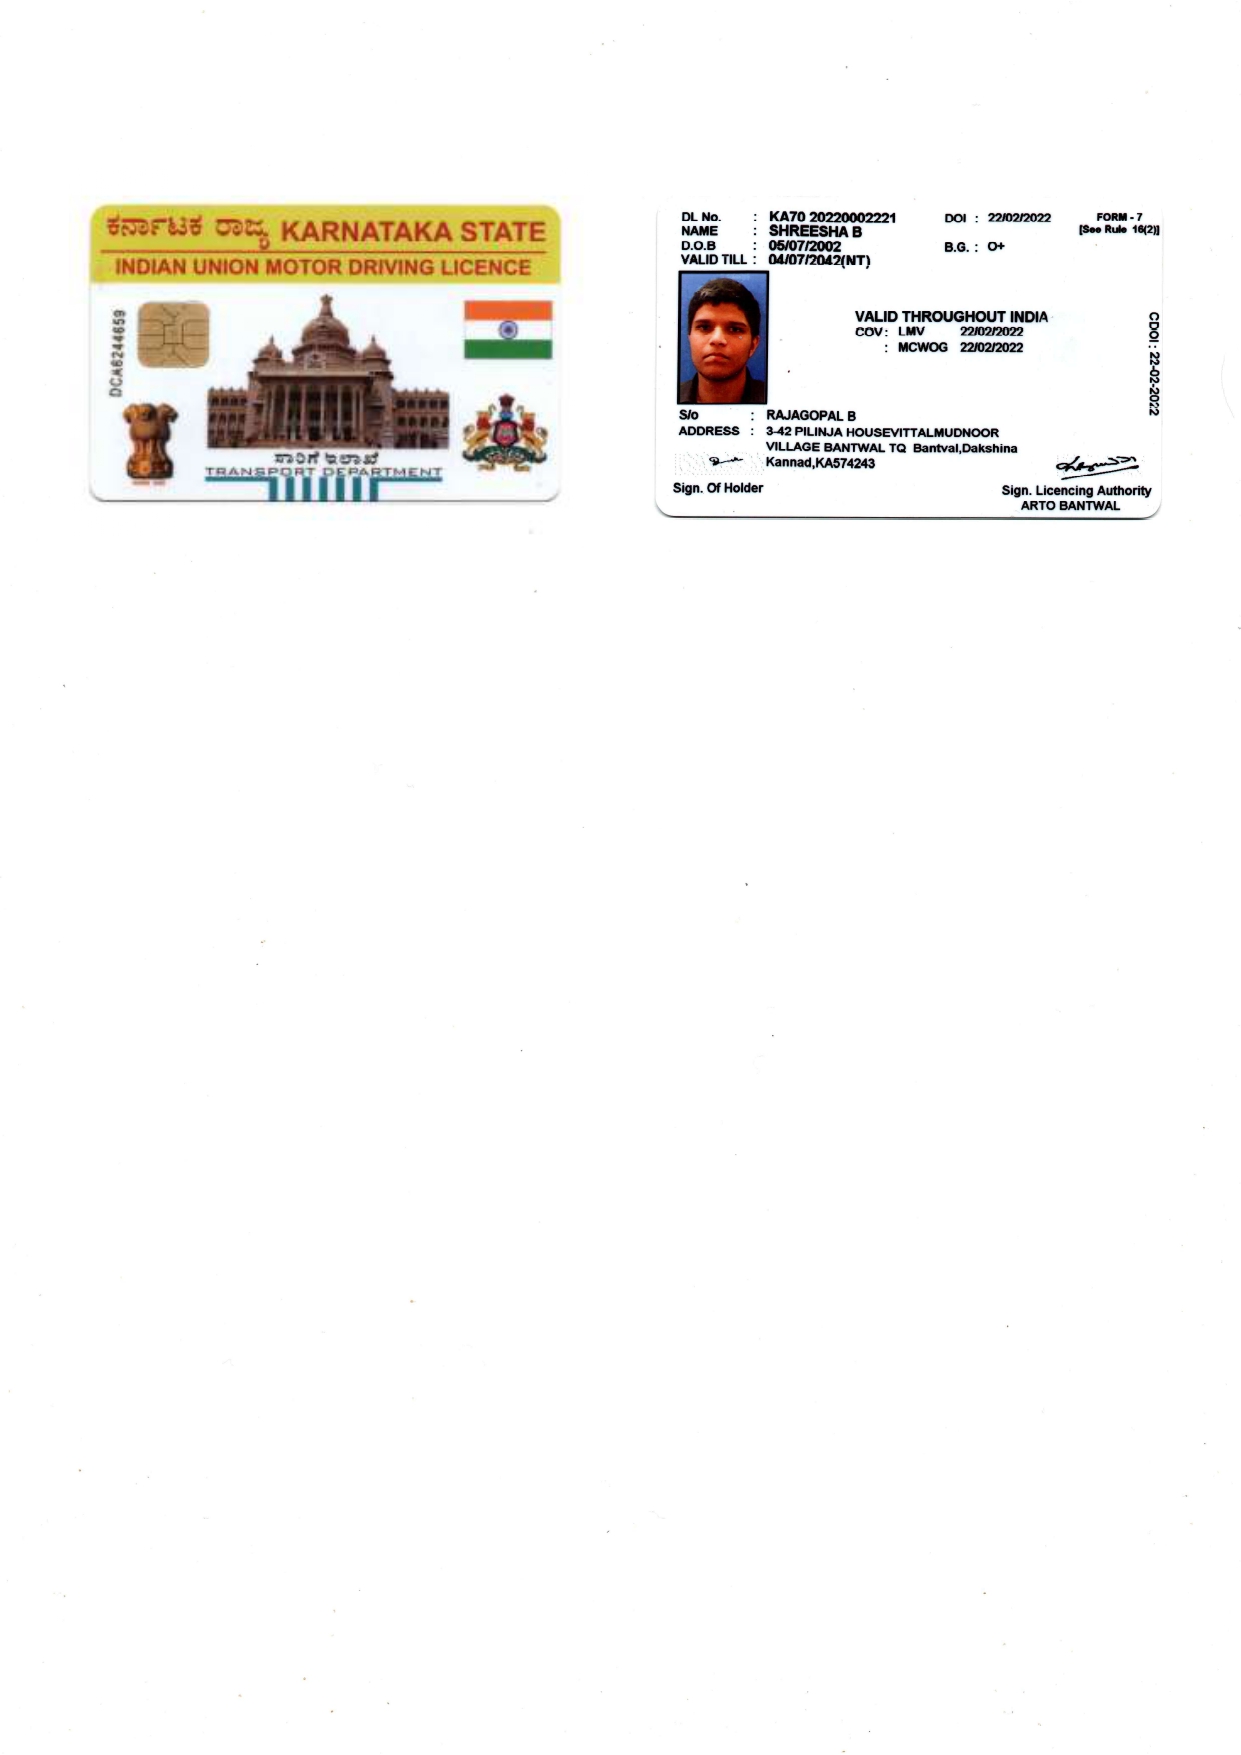 ಕರ್ನಾಟಕ ರಾಜ್ಯ KARNATAKA STATE
INDIAN UNION MOTOR DRIVING LICENCE
DCA6244659
ಸಾರಿಗೆ ಇಲಾಖೆ
TRANSPORT DEPARTMENT
DL No. : KA70 20220002221 DOI : 22/02/2022 FORM - 7
NAME : SHREESHA B [See Rule 16(2)]
D.O.B : 05/07/2002 B.G. : O+
VALID TILL : 04/07/2042(NT)
VALID THROUGHOUT INDIA
COV : LMV 22/02/2022
: MCWOG 22/02/2022
CDOI : 22-02-2022
S/o : RAJAGOPAL B
ADDRESS : 3-42 PILINJA HOUSEVITTALMUDNOOR
VILLAGE BANTWAL TQ Bantval,Dakshina
Kannad,KA574243
Sign. Of Holder
Sign. Licencing Authority
ARTO BANTWAL